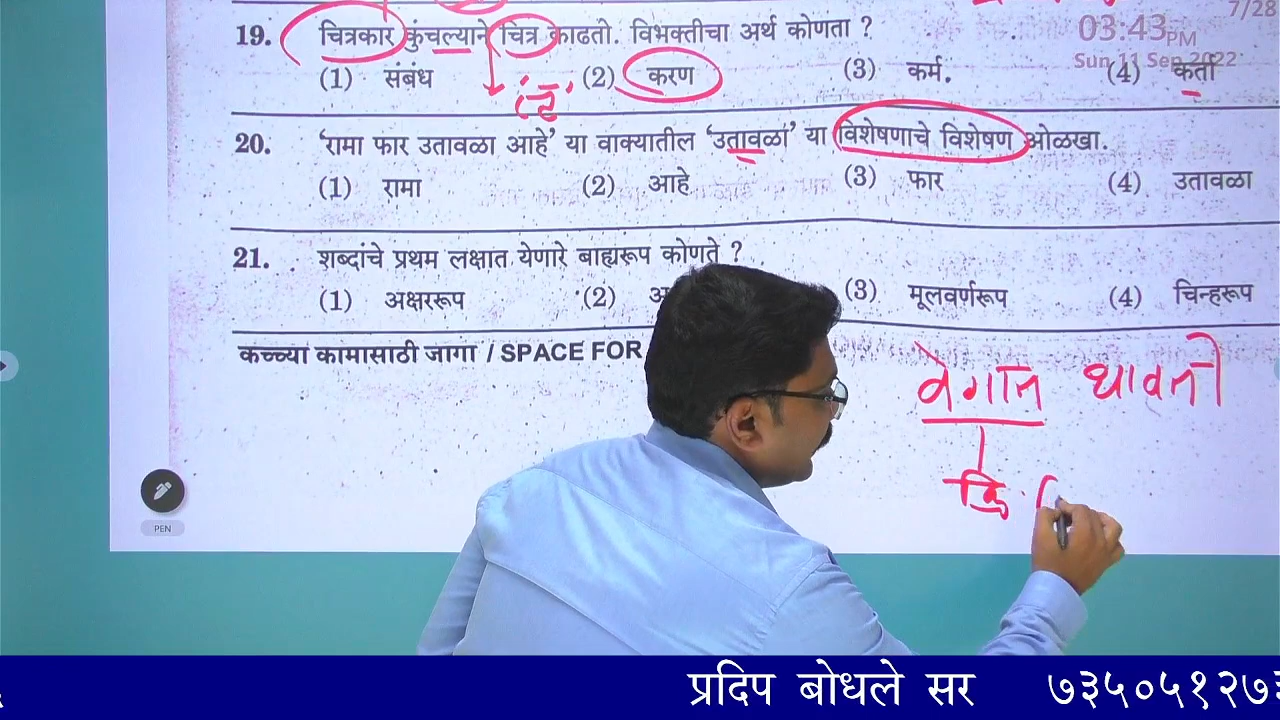 7/28
03:43 PM
Sun 11 Sep 2022
19. चित्रकार कुंचल्याने चित्र काढतो. विभक्तीचा अर्थ कोणता ?
(1) संबंध (2) करण (3) कर्म. (4) कर्ता
20. 'रामा फार उतावळा आहे' या वाक्यातील 'उतावळा' या विशेषणाचे विशेषण ओळखा.
(1) रामा (2) आहे (3) फार (4) उतावळा
21. शब्दांचे प्रथम लक्षात येणारे बाह्यरूप कोणते ?
(1) अक्षररूप (2) (3) मूलवर्णरूप (4) चिन्हरूप
कच्च्या कामासाठी जागा / SPACE FOR
वेगाने धावतो
क्रि.
PEN
प्रदिप बोधले सर ७३५०५१२७३